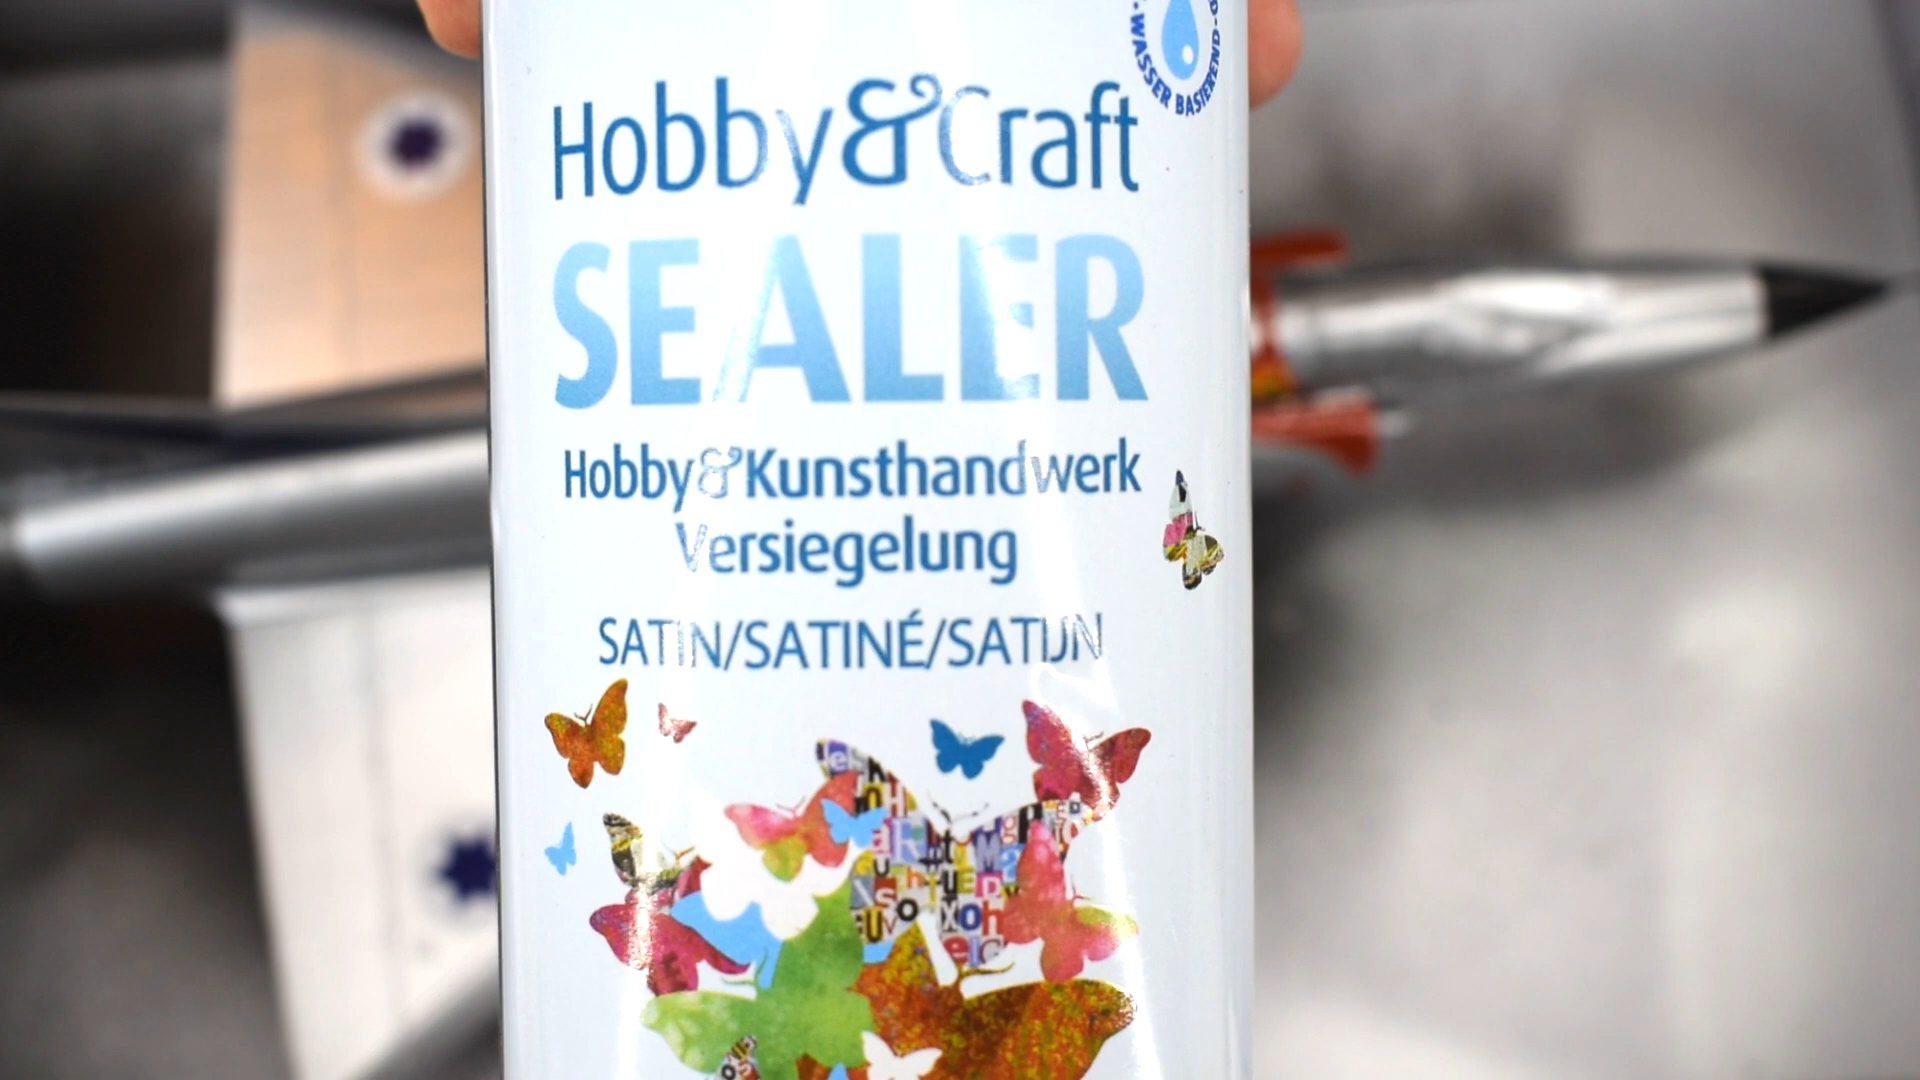 WASSER BASIEREND
Hobby&Craft
SEALER
Hobby&Kunsthandwerk
Versiegelung
SATIN/SATINÉ/SATIJN